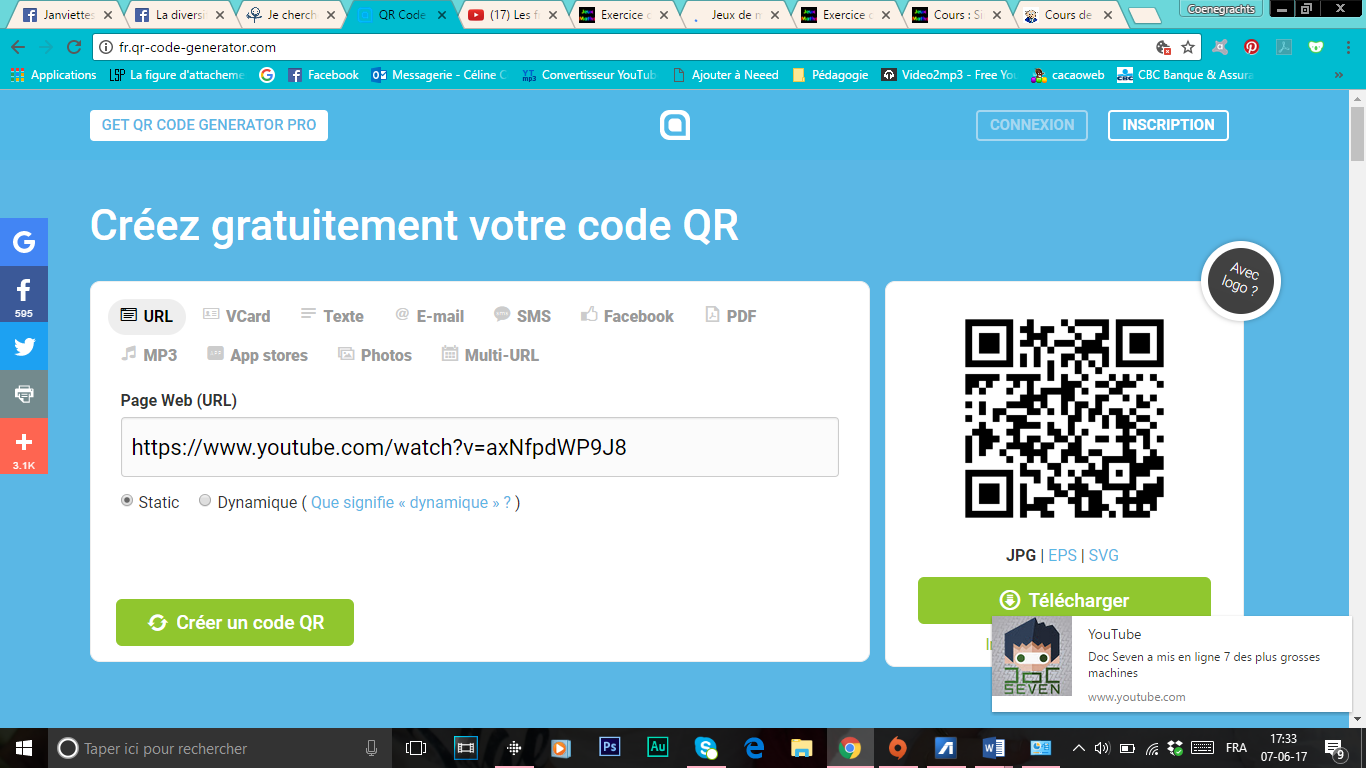 Janviettes
La diversi
Je cherch
QR Code
(17) Les f
Exercice
Jeux de m
Exercice
Cours : Si
Cours de
Coenegrachts
fr.qr-code-generator.com
Applications
LSP La figure d'attacheme
Facebook
Messagerie - Céline C
Convertisseur YouTub
Ajouter à Neeed
Pédagogie
Video2mp3 - Free You
cacaoweb
CBC Banque & Assura
GET QR CODE GENERATOR PRO
CONNEXION
INSCRIPTION
Créez gratuitement votre code QR
595
3.1K
Avec
logo ?
URL VCard Texte E-mail SMS Facebook PDF
MP3 App stores Photos Multi-URL
Page Web (URL)
https://www.youtube.com/watch?v=axNfpdWP9J8
Static Dynamique ( Que signifie « dynamique » ? )
Créer un code QR
JPG | EPS | SVG
Télécharger
YouTube
Doc Seven a mis en ligne 7 des plus grosses
machines
www.youtube.com
DOC
SEVEN
Taper ici pour rechercher
Ps
Au
FRA
17:33
07-06-17
9